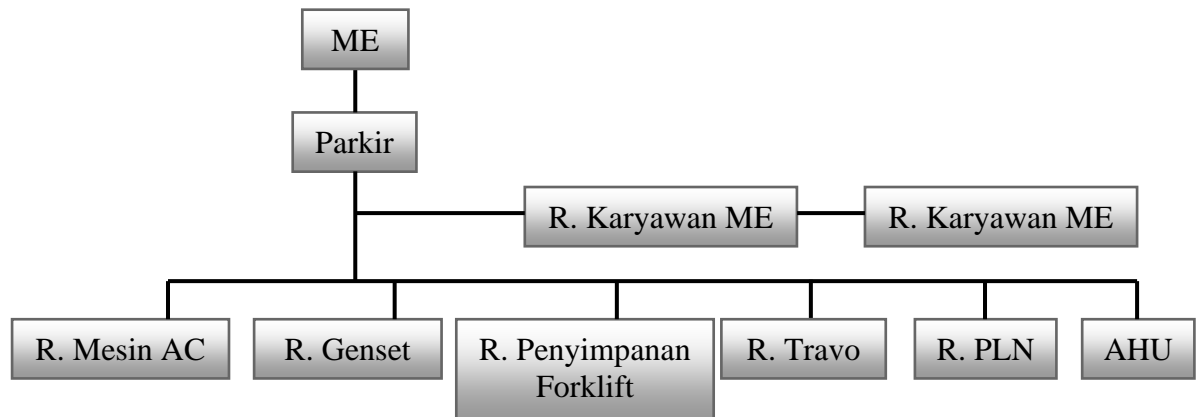 ME
Parkir
R. Karyawan ME
R. Karyawan ME
R. Mesin AC
R. Genset
R. Penyimpanan
Forklift
R. Travo
R. PLN
AHU